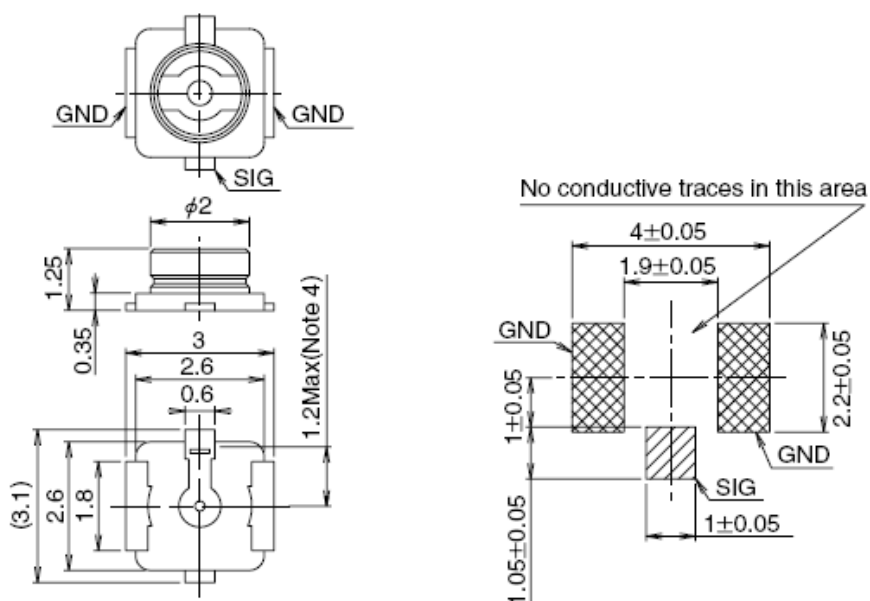 GND
GND
SIG
ϕ2
1.25
0.35
3
2.6
0.6
1.2Max(Note 4)
(3.1)
2.6
1.8
No conductive traces in this area
4±0.05
1.9±0.05
GND
1±0.05
2.2±0.05
GND
SIG
1.05±0.05
1±0.05